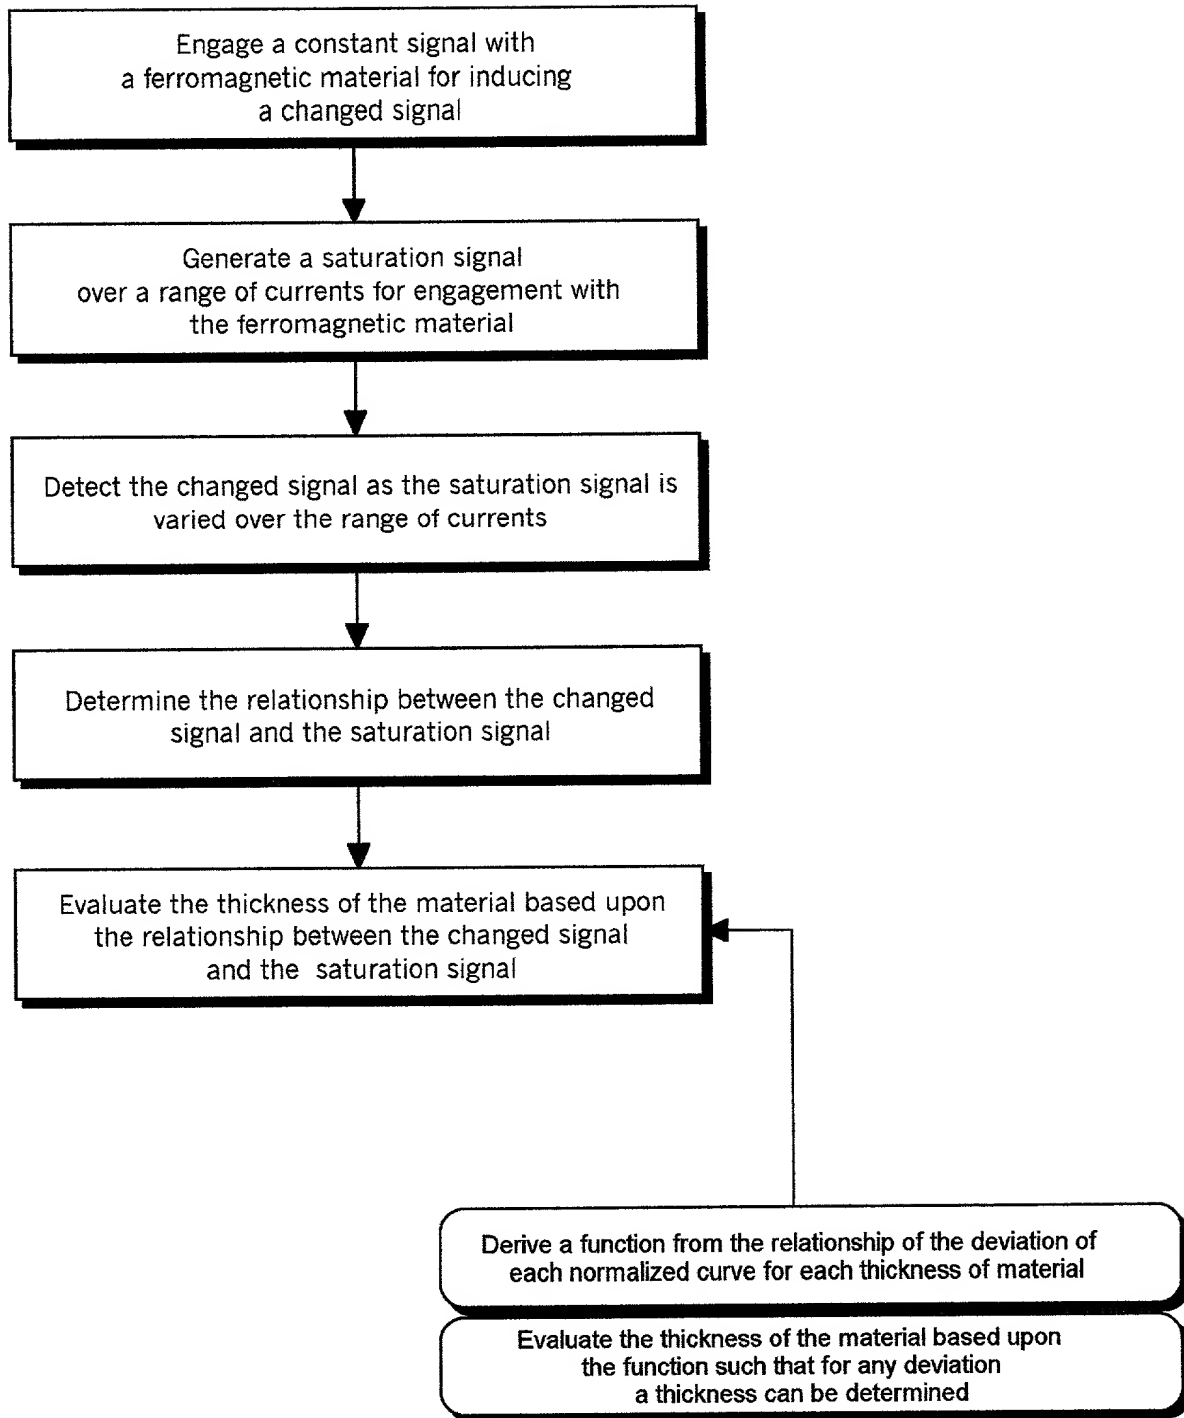 Engage a constant signal with
a ferromagnetic material for inducing
a changed signal
Generate a saturation signal
over a range of currents for engagement with
the ferromagnetic material
Detect the changed signal as the saturation signal is
varied over the range of currents
Determine the relationship between the changed
signal and the saturation signal
Evaluate the thickness of the material based upon
the relationship between the changed signal
and the saturation signal
Derive a function from the relationship of the deviation of
each normalized curve for each thickness of material
Evaluate the thickness of the material based upon
the function such that for any deviation
a thickness can be determined